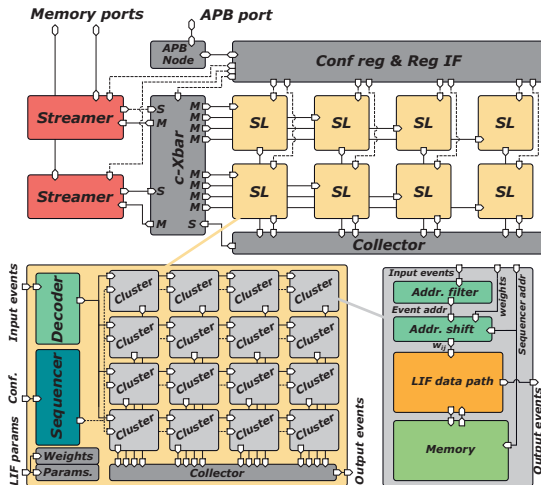 Memory ports
APB port
APB
Node
Conf reg & Reg IF
Streamer
S
M
c-Xbar
M
M
M
M
SL
SL
SL
SL
Streamer
S
M
M
M
M
M
S
SL
SL
SL
SL
Collector
Input events
Decoder
Cluster
Cluster
Cluster
Cluster
Cluster
Cluster
Cluster
Cluster
Conf.
Sequencer
Cluster
Cluster
Cluster
Cluster
Cluster
Cluster
Cluster
Cluster
LIF params
Weights
Params.
Collector
Output events
Input events
weights
Sequencer addr
Addr. filter
Event addr
Addr. shift
wij
LIF data path
Memory
Output events